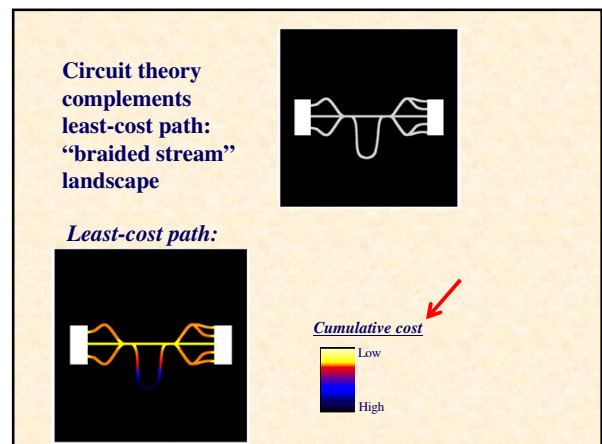 Circuit theory
complements
least-cost path:
“braided stream”
landscape
Least-cost path:
Cumulative cost
Low
High